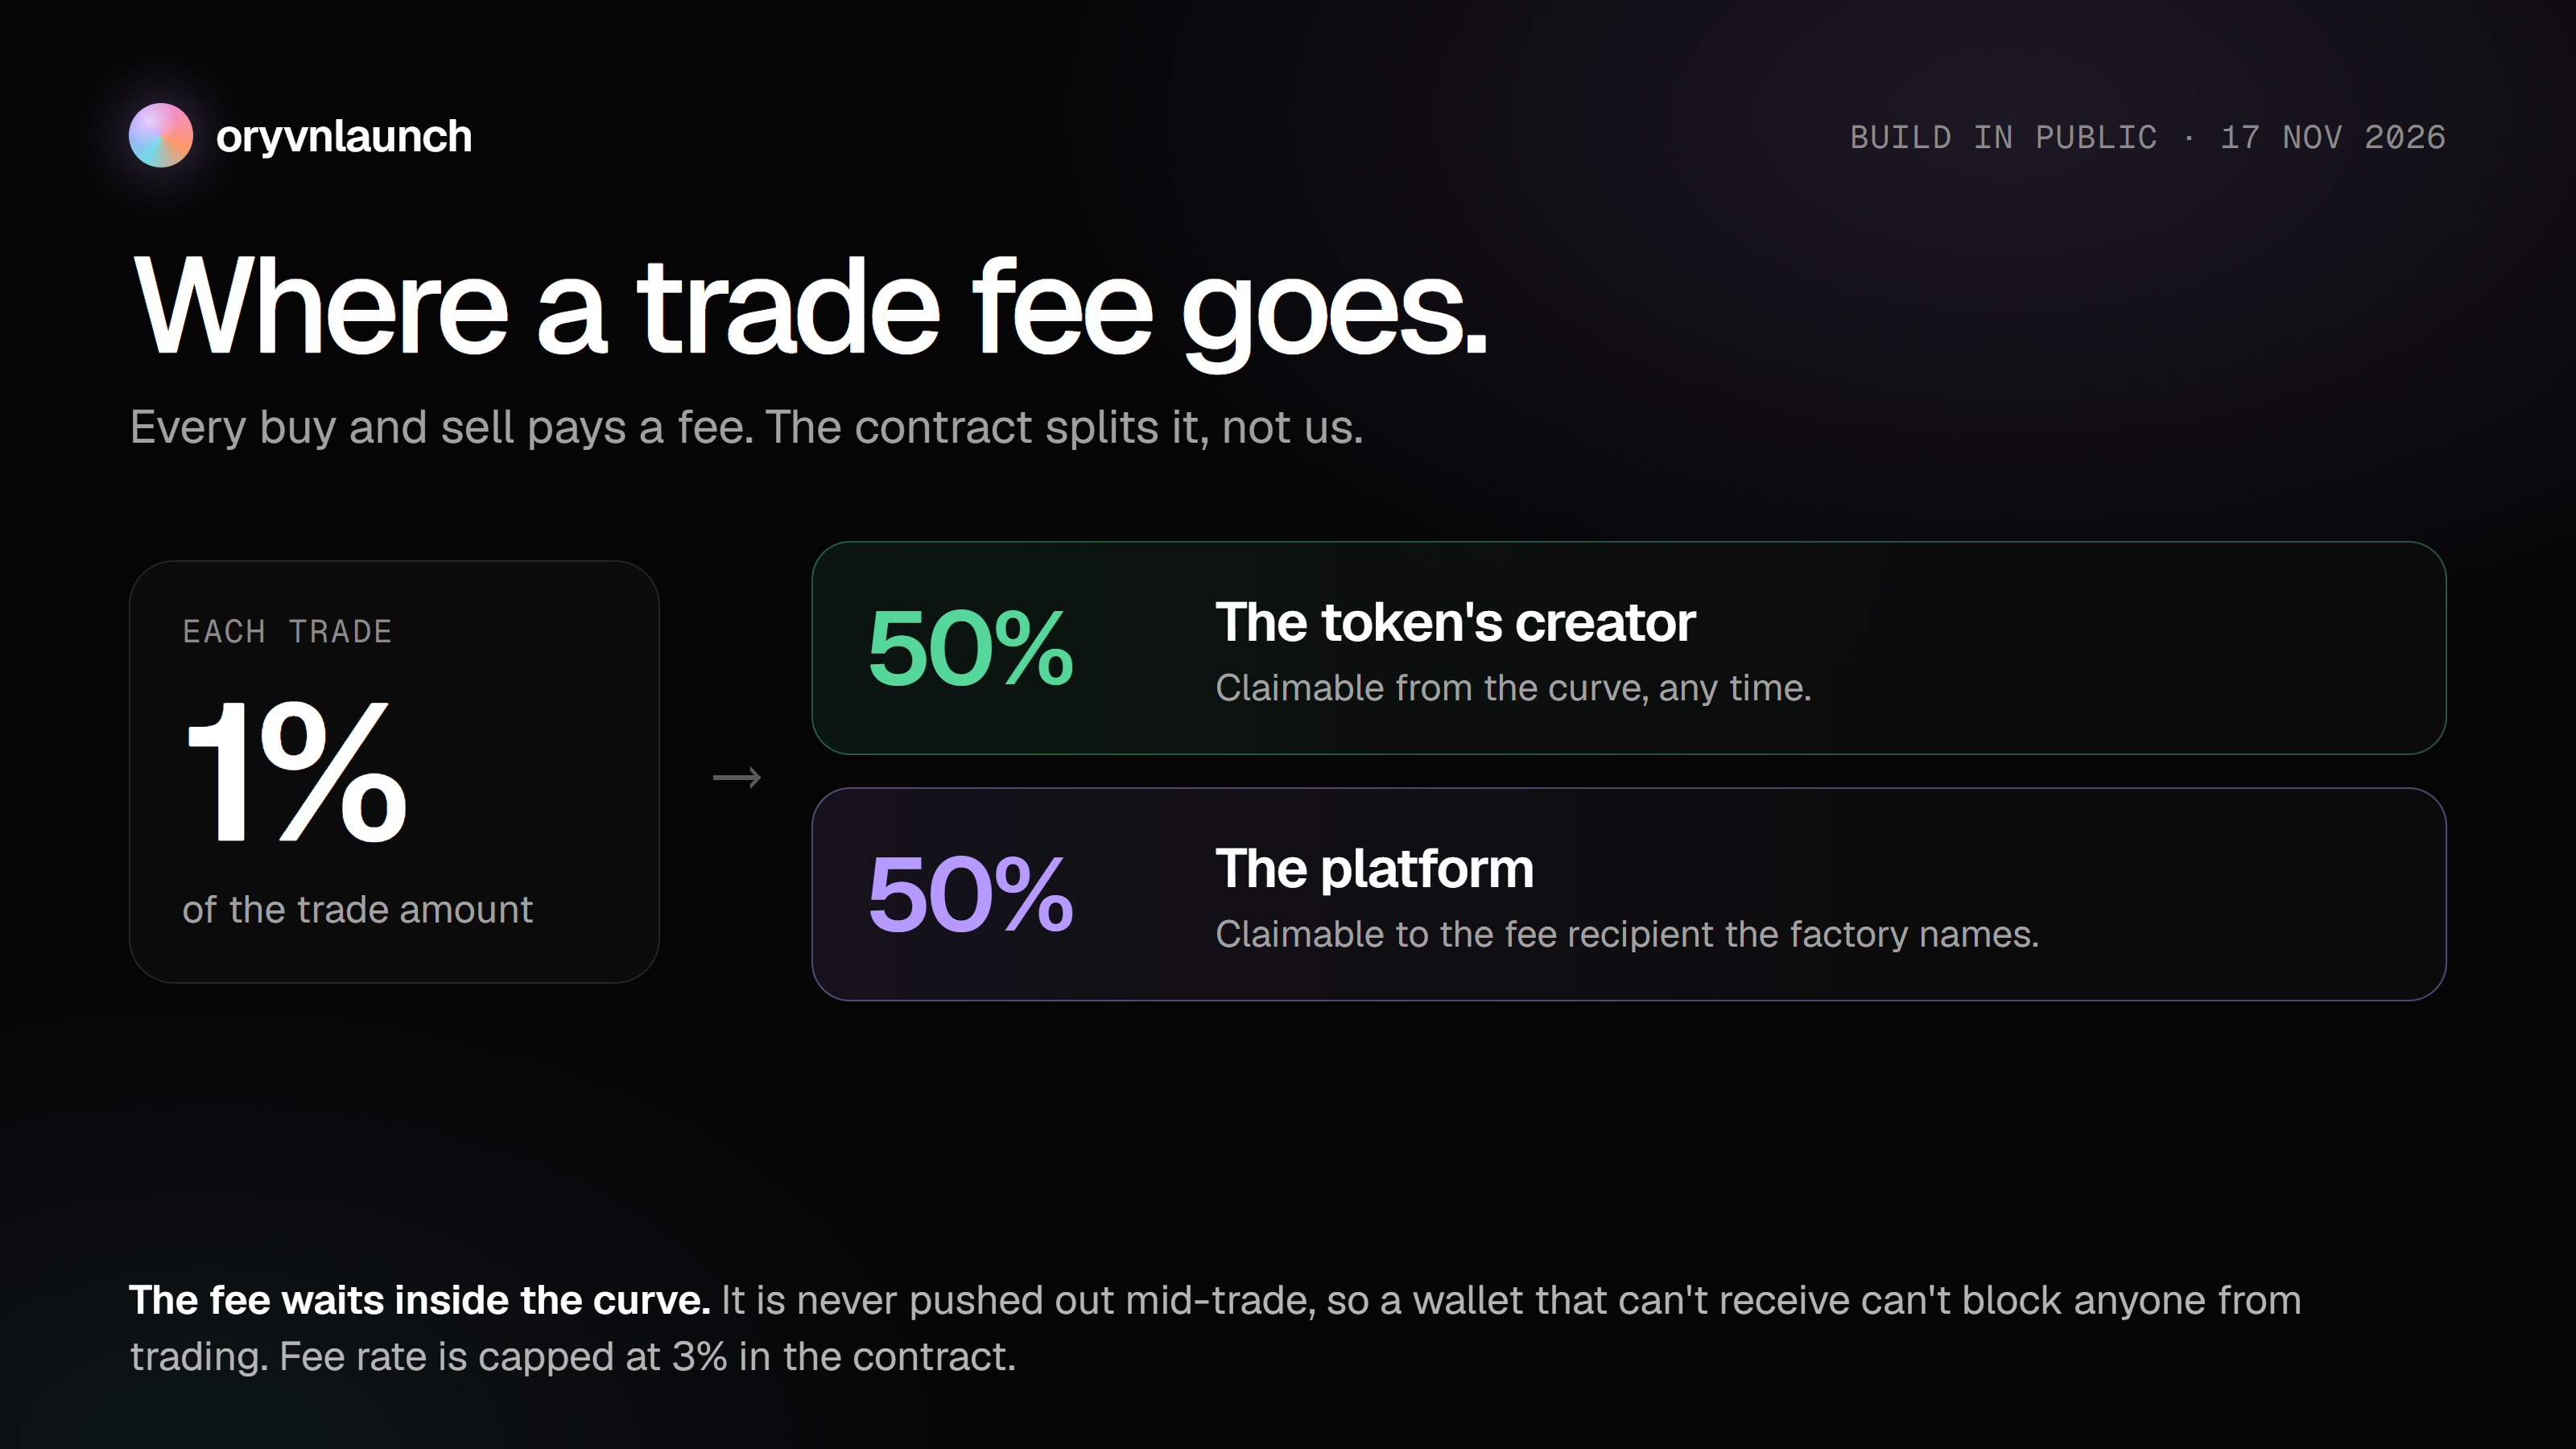 oryvnlaunch
BUILD IN PUBLIC · 17 NOV 2026
Where a trade fee goes.
Every buy and sell pays a fee. The contract splits it, not us.
EACH TRADE
1%
of the trade amount
→
50%
The token's creator
Claimable from the curve, any time.
50%
The platform
Claimable to the fee recipient the factory names.
The fee waits inside the curve. It is never pushed out mid-trade, so a wallet that can't receive can't block anyone from
trading. Fee rate is capped at 3% in the contract.